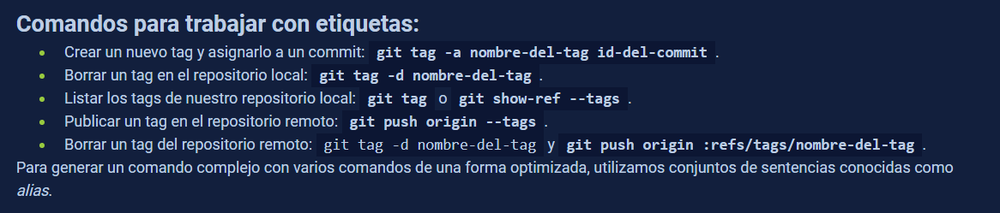 Comandos para trabajar con etiquetas:
• Crear un nuevo tag y asignarlo a un commit: git tag -a nombre-del-tag id-del-commit .
• Borrar un tag en el repositorio local: git tag -d nombre-del-tag .
• Listar los tags de nuestro repositorio local: git tag o git show-ref --tags .
• Publicar un tag en el repositorio remoto: git push origin --tags .
• Borrar un tag del repositorio remoto: git tag -d nombre-del-tag y git push origin :refs/tags/nombre-del-tag .
Para generar un comando complejo con varios comandos de una forma optimizada, utilizamos conjuntos de sentencias conocidas como
alias.